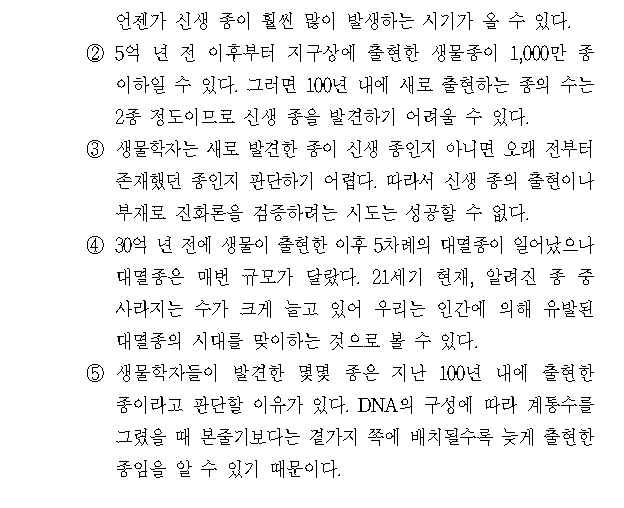 언젠가 신생 종이 훨씬 많이 발생하는 시기가 올 수 있다.
② 5억 년 전 이후부터 지구상에 출현한 생물종이 1,000만 종
이하일 수 있다. 그러면 100년 내에 새로 출현하는 종의 수는
2종 정도이므로 신생 종을 발견하기 어려울 수 있다.
③ 생물학자는 새로 발견한 종이 신생 종인지 아니면 오래 전부터
존재했던 종인지 판단하기 어렵다. 따라서 신생 종의 출현이나
부재로 진화론을 검증하려는 시도는 성공할 수 없다.
④ 30억 년 전에 생물이 출현한 이후 5차례의 대멸종이 일어났으나
대멸종은 매번 규모가 달랐다. 21세기 현재, 알려진 종 중
사라지는 수가 크게 늘고 있어 우리는 인간에 의해 유발된
대멸종의 시대를 맞이하는 것으로 볼 수 있다.
⑤ 생물학자들이 발견한 몇몇 종은 지난 100년 내에 출현한
종이라고 판단할 이유가 있다. DNA의 구성에 따라 계통수를
그렸을 때 본줄기보다는 곁가지 쪽에 배치될수록 늦게 출현한
종임을 알 수 있기 때문이다.